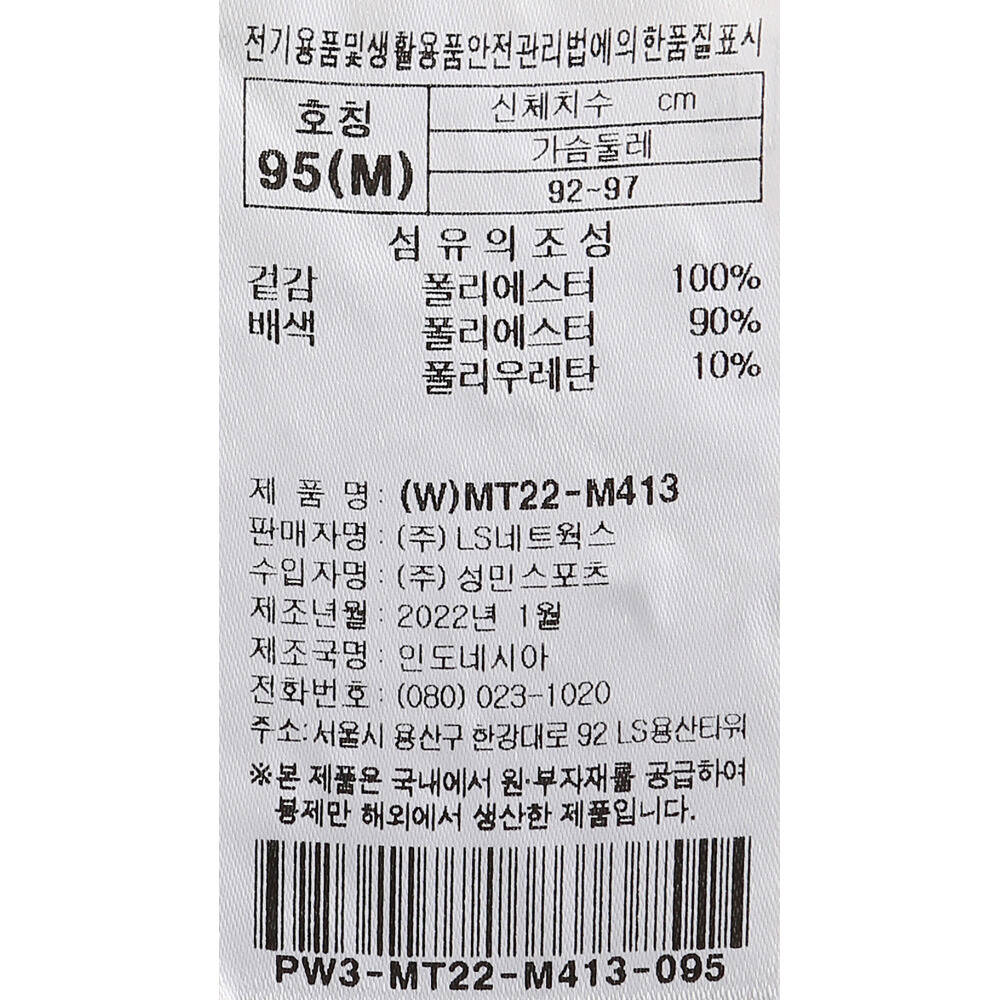 전기용품및생활용품안전관리법에의한품질표시
호칭
95(M)
신체치수 cm
가슴둘레
92~97
섬유의조성
겉감 폴리에스터 100%
배색 폴리에스터 90%
폴리우레탄 10%
제 품 명 : (W)MT22-M413
판매자명 : (주) LS네트웍스
수입자명 : (주) 성민스포츠
제조년월 : 2022년 1월
제조국명 : 인도네시아
전화번호 : (080) 023-1020
주소: 서울시 용산구 한강대로 92 LS용산타워
※본 제품은 국내에서 원·부자재를 공급하여
봉제만 해외에서 생산한 제품입니다.
PW3-MT22-M413-095